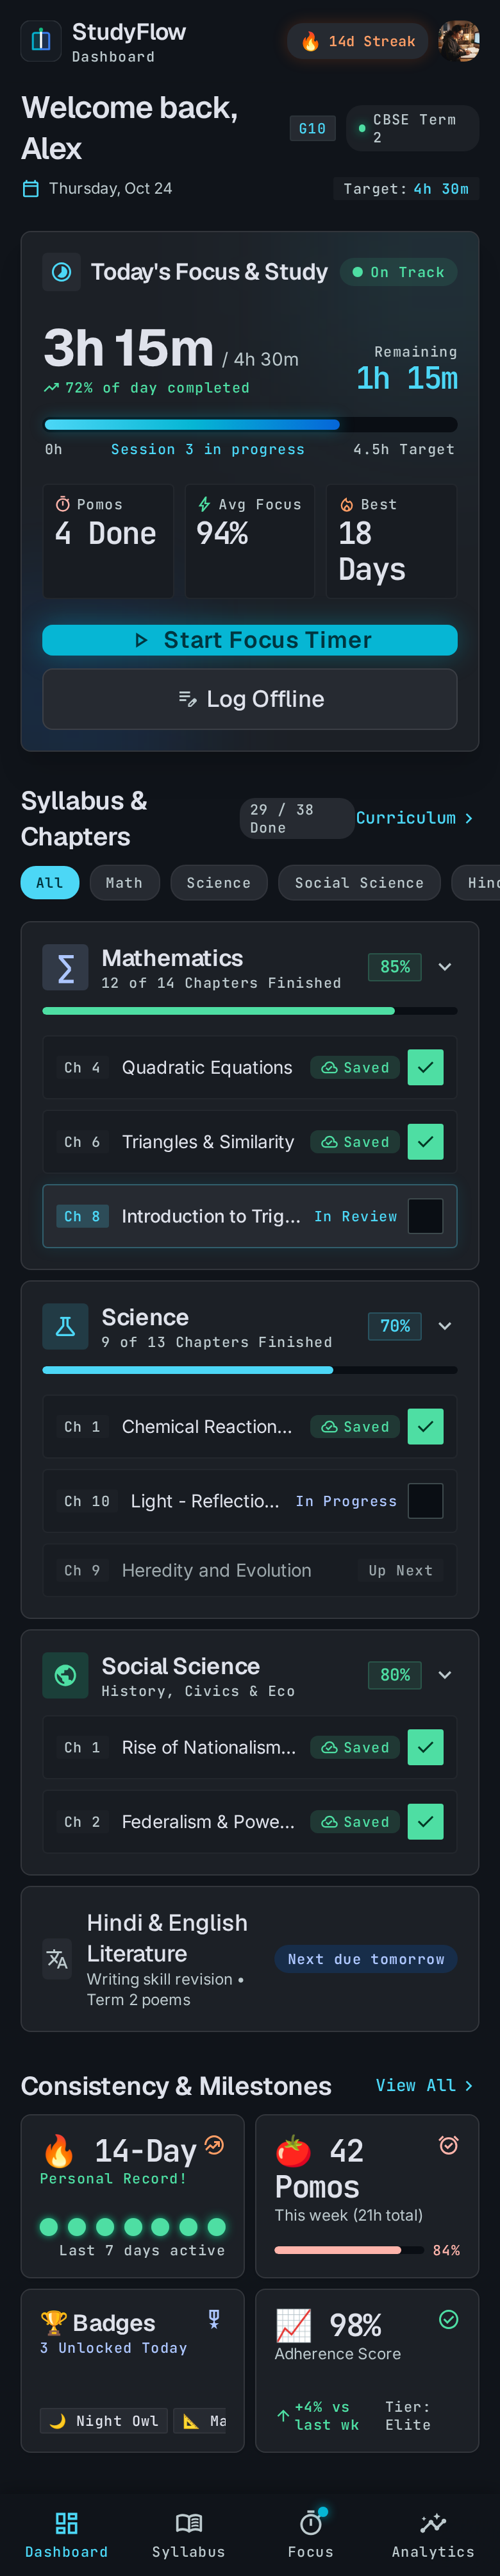 StudyFlow
Dashboard
🔥 14d Streak
Welcome back,
Alex
G10
CBSE Term
2
Thursday, Oct 24
Target: 4h 30m
Today's Focus & Study
On Track
3h 15m / 4h 30m
72% of day completed
Remaining
1h 15m
0h
Session 3 in progress
4.5h Target
Pomos
4 Done
Avg Focus
94%
Best
18
Days
Start Focus Timer
Log Offline
Syllabus &
Chapters
29 / 38
Done
Curriculum
All
Math
Science
Social Science
Hind
Mathematics
12 of 14 Chapters Finished
85%
Ch 4 Quadratic Equations Saved
Ch 6 Triangles & Similarity Saved
Ch 8 Introduction to Trig... In Review
Science
9 of 13 Chapters Finished
70%
Ch 1 Chemical Reaction... Saved
Ch 10 Light - Reflectio... In Progress
Ch 9 Heredity and Evolution Up Next
Social Science
History, Civics & Eco
80%
Ch 1 Rise of Nationalism... Saved
Ch 2 Federalism & Powe... Saved
Hindi & English
Literature
Writing skill revision •
Term 2 poems
Next due tomorrow
Consistency & Milestones
View All
🔥 14-Day
Personal Record!
Last 7 days active
🍅 42
Pomos
This week (21h total)
84%
🏆 Badges
3 Unlocked Today
🌙 Night Owl
📐 Ma
📈 98%
Adherence Score
+4% vs
last wk
Tier:
Elite
Dashboard
Syllabus
Focus
Analytics